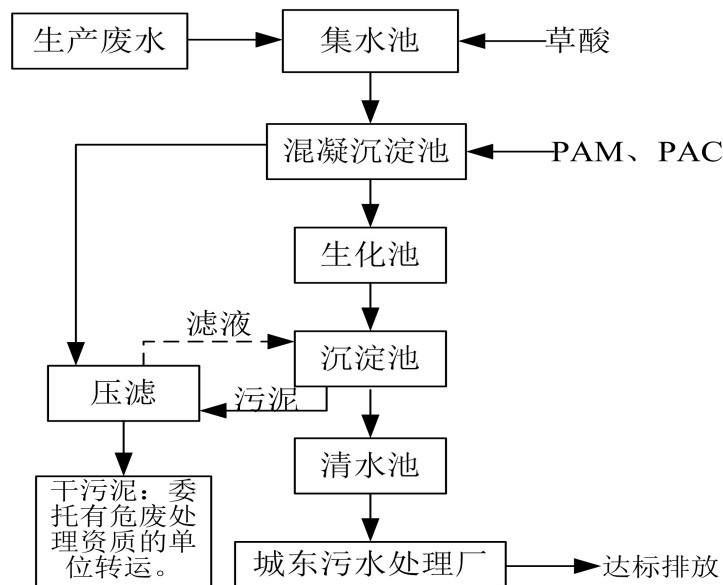 生产废水
集水池
草酸
混凝沉淀池
PAM、PAC
生化池
滤液
沉淀池
压滤
污泥
清水池
干污泥：委
托有危废处
理资质的单
位转运。
城东污水处理厂
达标排放